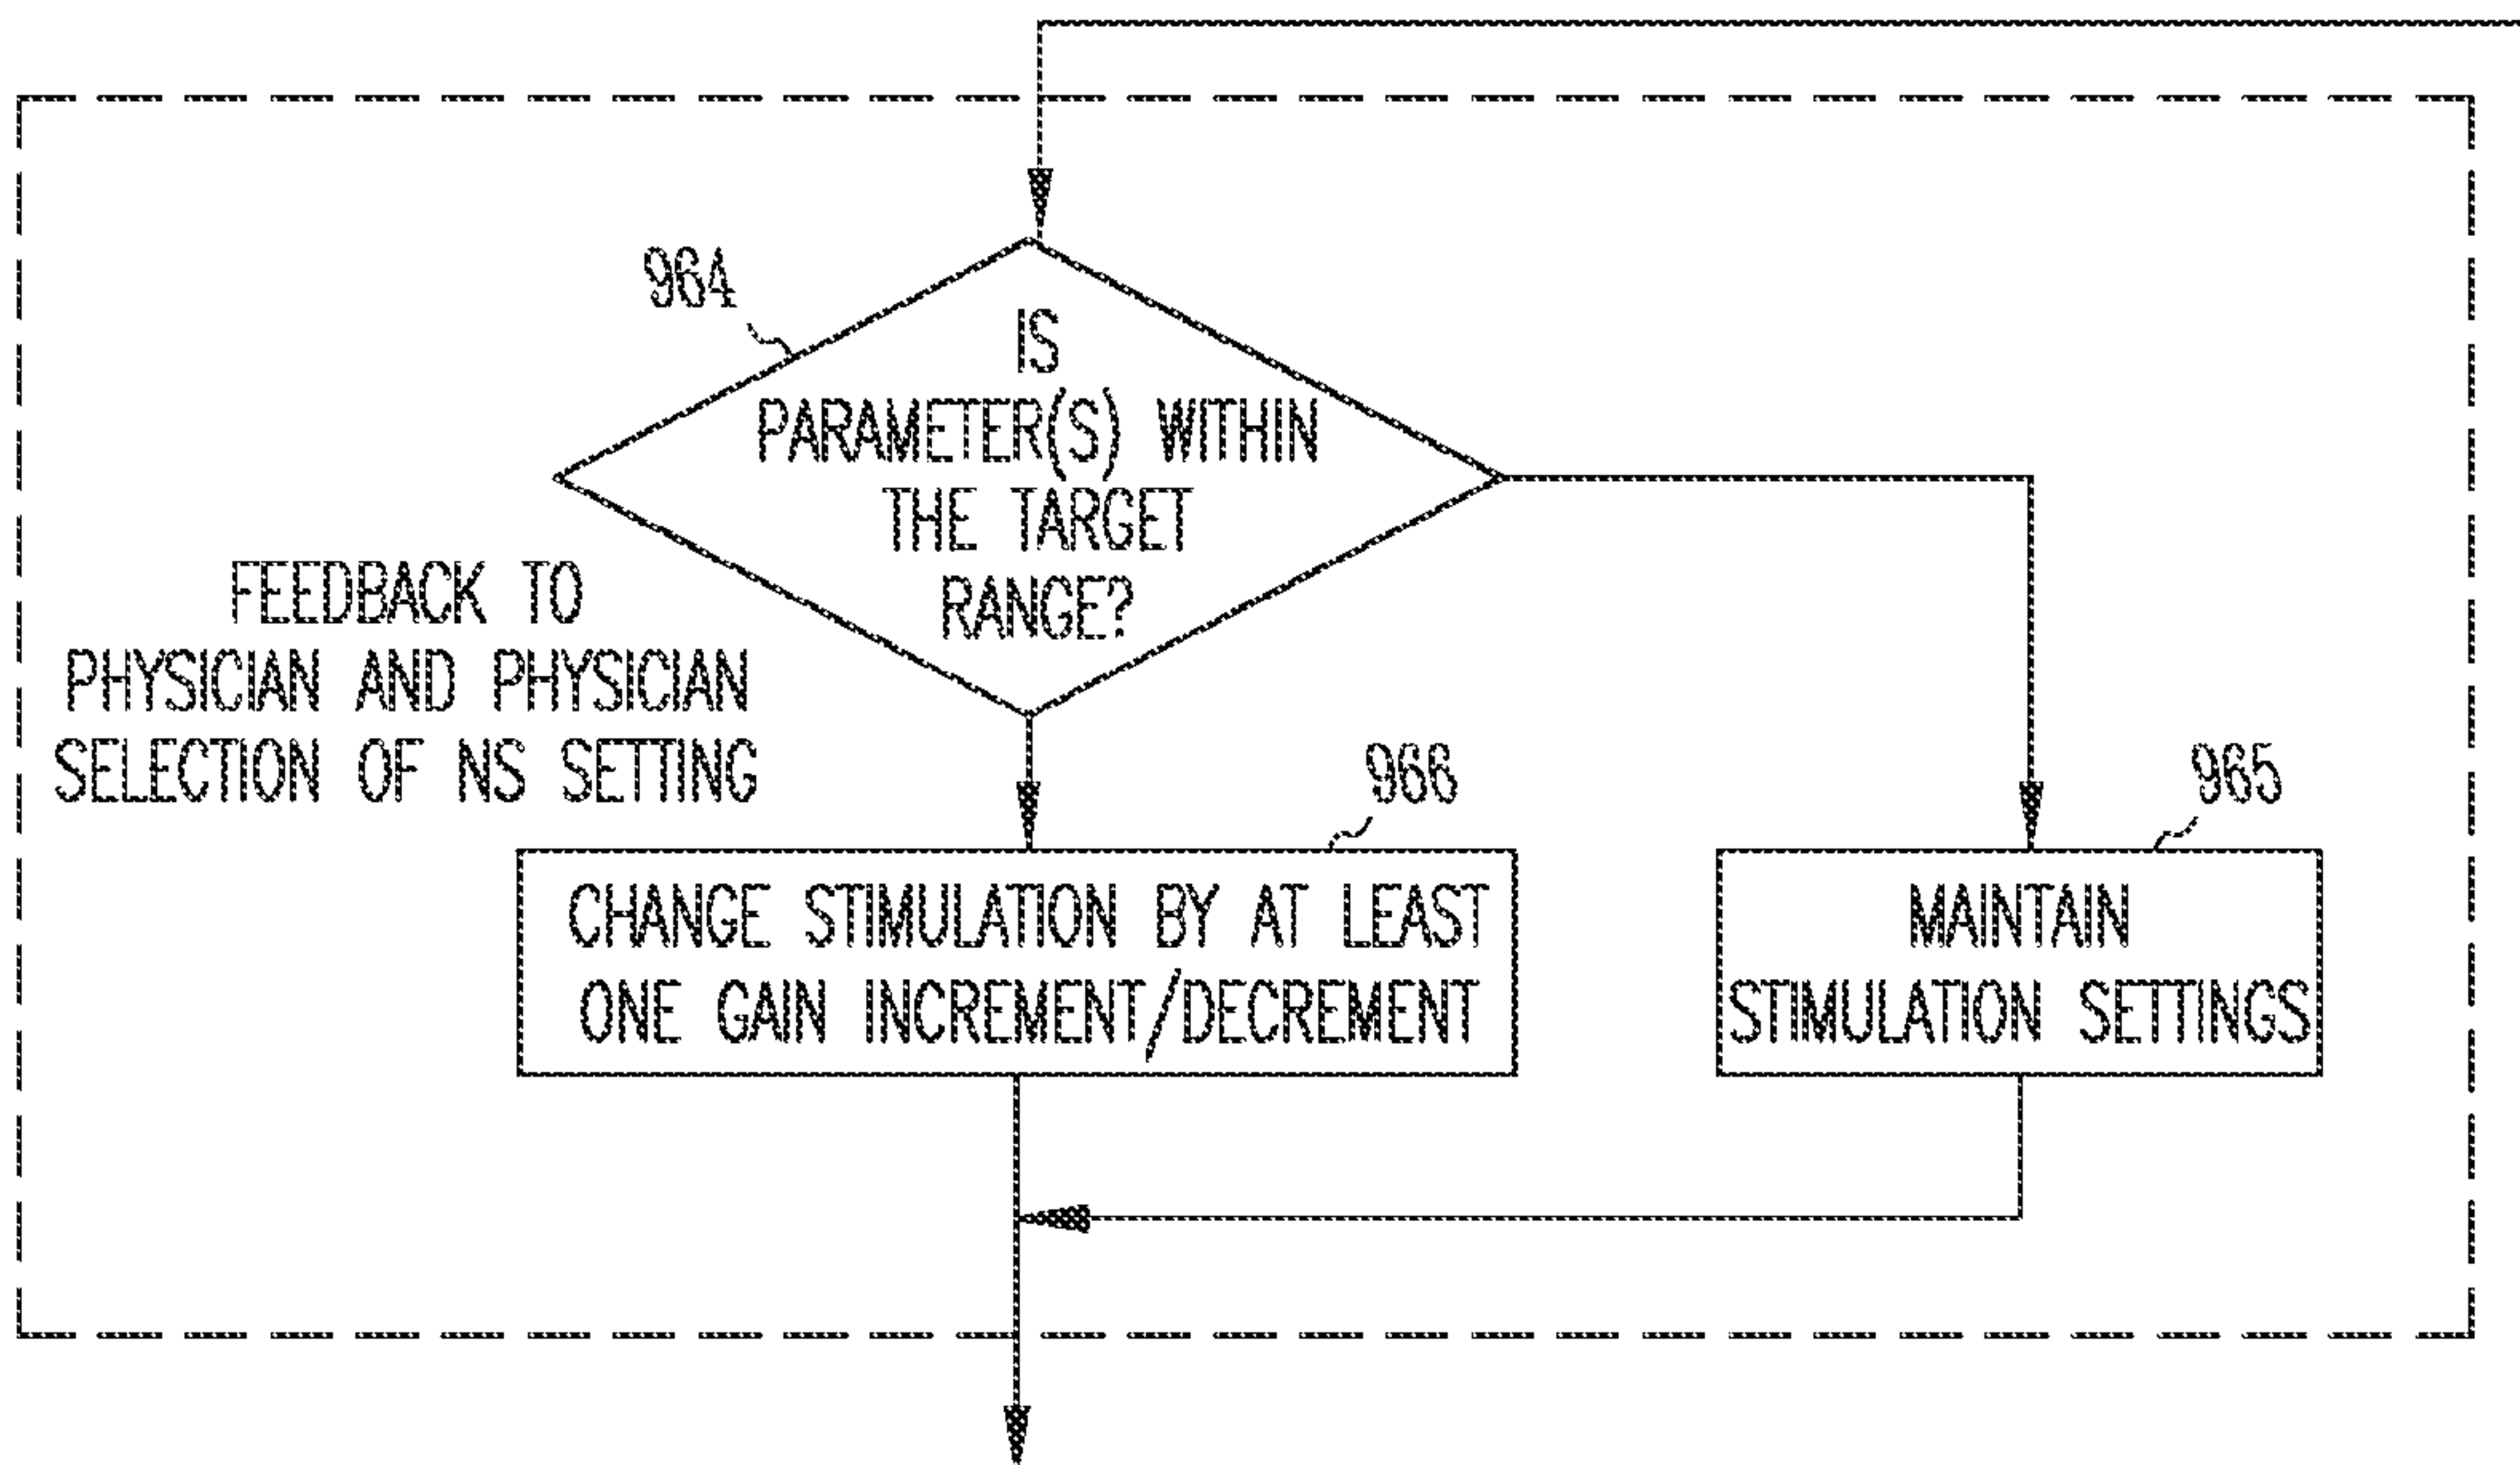 964
IS
PARAMETER(S) WITHIN
THE TARGET
RANGE?
FEEDBACK TO
PHYSICIAN AND PHYSICIAN
SELECTION OF NS SETTING
966
CHANGE STIMULATION BY AT LEAST
ONE GAIN INCREMENT/DECREMENT
965
MAINTAIN
STIMULATION SETTINGS